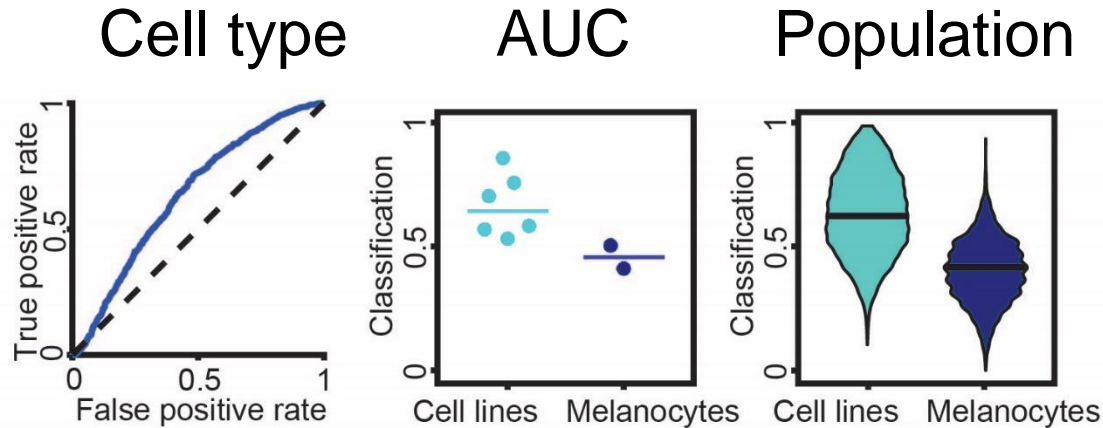 Cell type
AUC
Population
True positive rate
0
0.5
1
0
0.5
1
False positive rate
Classification
0
0.5
1
Cell lines
Melanocytes
Classification
0
0.5
1
Cell lines
Melanocytes